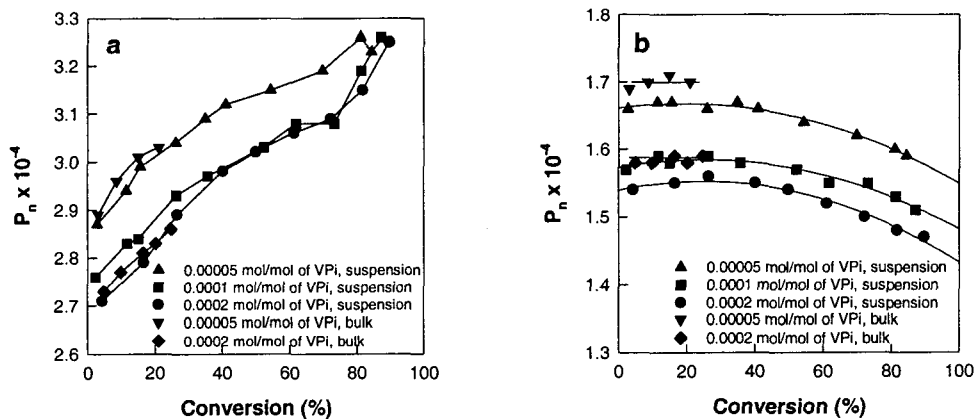 a
3.3
3.2
3.1
3.0
2.9
2.8
2.7
2.6
Pn x 10-4
0.00005 mol/mol of VPi, suspension
0.0001 mol/mol of VPi, suspension
0.0002 mol/mol of VPi, suspension
0.00005 mol/mol of VPi, bulk
0.0002 mol/mol of VPi, bulk
0 20 40 60 80 100
Conversion (%)
b
1.8
1.7
1.6
1.5
1.4
1.3
Pn x 10-4
0.00005 mol/mol of VPi, suspension
0.0001 mol/mol of VPi, suspension
0.0002 mol/mol of VPi, suspension
0.00005 mol/mol of VPi, bulk
0.0002 mol/mol of VPi, bulk
0 20 40 60 80 100
Conversion (%)